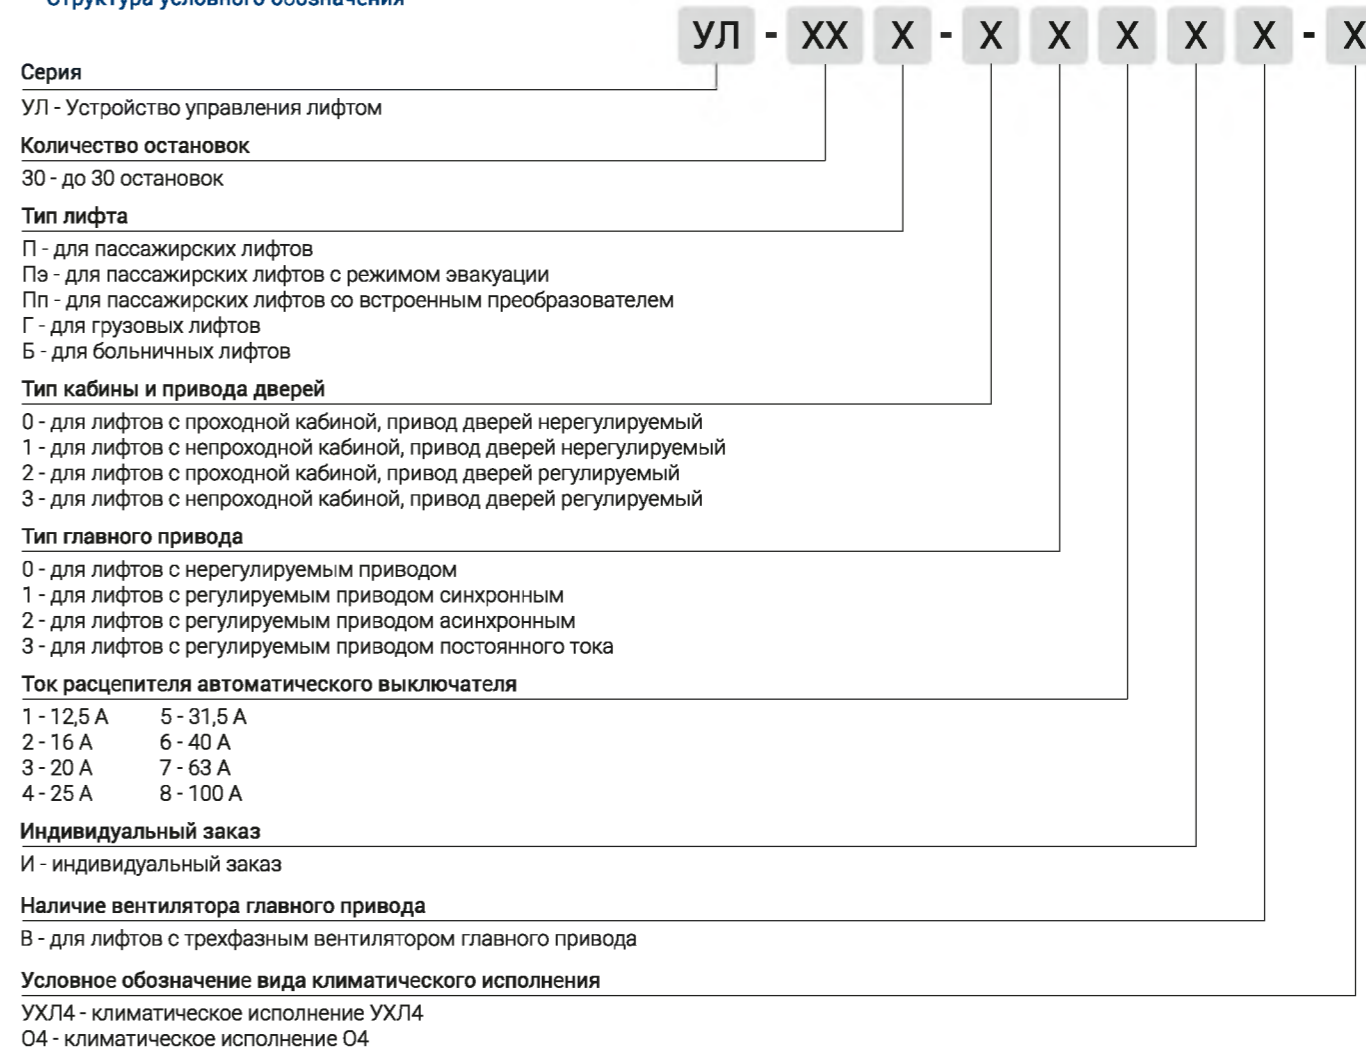 Структура условного обозначения
УЛ - ХХ Х - Х Х Х Х Х - Х
Серия
УЛ - Устройство управления лифтом
Количество остановок
30 - до 30 остановок
Тип лифта
П - для пассажирских лифтов
Пэ - для пассажирских лифтов с режимом эвакуации
Пп - для пассажирских лифтов со встроенным преобразователем
Г - для грузовых лифтов
Б - для больничных лифтов
Тип кабины и привода дверей
0 - для лифтов с проходной кабиной, привод дверей нерегулируемый
1 - для лифтов с непроходной кабиной, привод дверей нерегулируемый
2 - для лифтов с проходной кабиной, привод дверей регулируемый
3 - для лифтов с непроходной кабиной, привод дверей регулируемый
Тип главного привода
0 - для лифтов с нерегулируемым приводом
1 - для лифтов с регулируемым приводом синхронным
2 - для лифтов с регулируемым приводом асинхронным
3 - для лифтов с регулируемым приводом постоянного тока
Ток расцепителя автоматического выключателя
1 - 12,5 А 5 - 31,5 А
2 - 16 А 6 - 40 А
3 - 20 А 7 - 63 А
4 - 25 А 8 - 100 А
Индивидуальный заказ
И - индивидуальный заказ
Наличие вентилятора главного привода
В - для лифтов с трехфазным вентилятором главного привода
Условное обозначение вида климатического исполнения
УХЛ4 - климатическое исполнение УХЛ4
О4 - климатическое исполнение О4